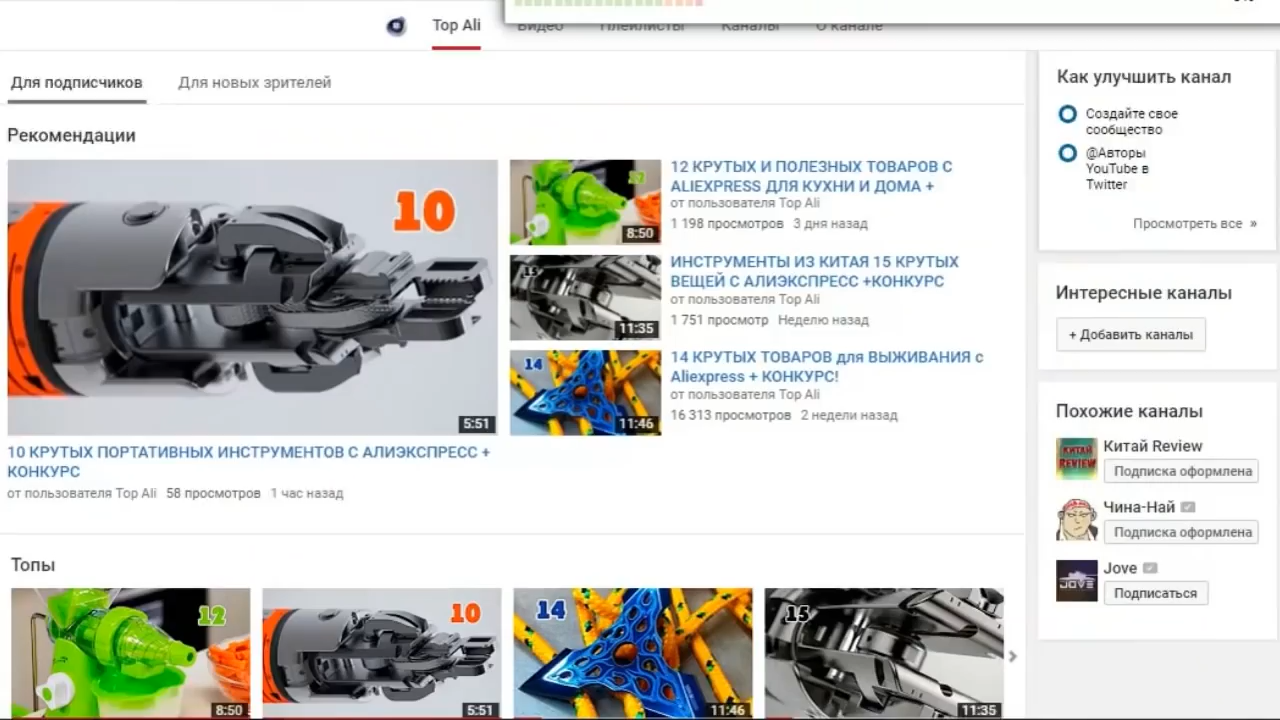 Top Ali
Видео
Плейлисты
Каналы
О канале
Для подписчиков
Для новых зрителей
Рекомендации
10
5:51
10 КРУТЫХ ПОРТАТИВНЫХ ИНСТРУМЕНТОВ С АЛИЭКСПРЕСС +
КОНКУРС
от пользователя Top Ali 58 просмотров 1 час назад
12
8:50
12 КРУТЫХ И ПОЛЕЗНЫХ ТОВАРОВ С
ALIEXPRESS ДЛЯ КУХНИ И ДОМА +
от пользователя Top Ali
1 198 просмотров 3 дня назад
15
11:35
ИНСТРУМЕНТЫ ИЗ КИТАЯ 15 КРУТЫХ
ВЕЩЕЙ С АЛИЭКСПРЕСС +КОНКУРС
от пользователя Top Ali
1 751 просмотр Неделю назад
14
11:46
14 КРУТЫХ ТОВАРОВ для ВЫЖИВАНИЯ с
Aliexpress + КОНКУРС!
от пользователя Top Ali
16 313 просмотров 2 недели назад
Топы
12
8:50
10
5:51
14
11:46
15
11:35
Как улучшить канал
Создайте свое
сообщество
@Авторы
YouTube в
Twitter
Просмотреть все »
Интересные каналы
+ Добавить каналы
Похожие каналы
КИТАЙ
REVIEW
Китай Review
Подписка оформлена
Чина-Най
Подписка оформлена
JOVE
Jove
Подписаться